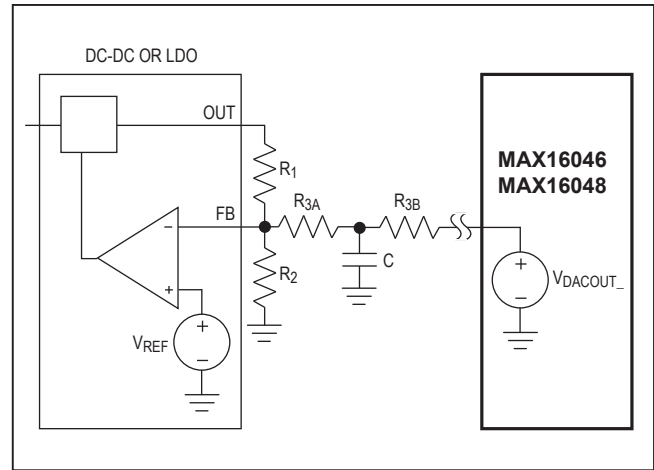 DC-DC OR LDO
OUT
R1
MAX16046
MAX16048
R3A
R3B
FB
−
+
R2
C
+
−
VDACOUT_
VREF
+
−